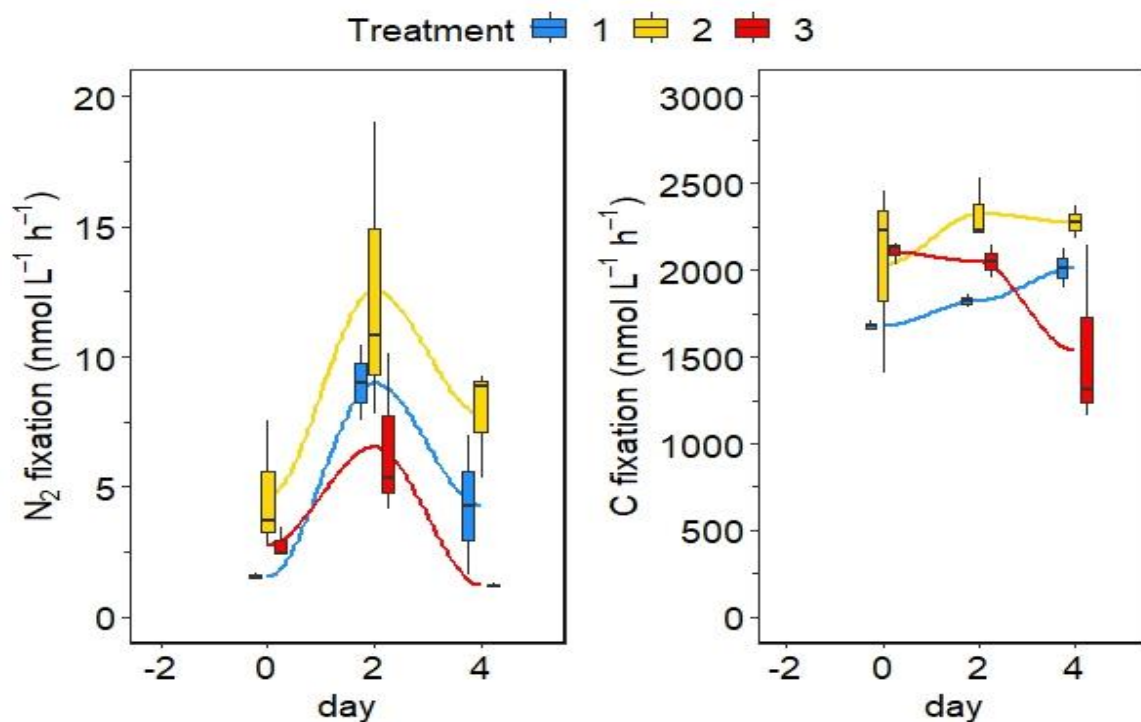 Treatment 1 2 3
N₂ fixation (nmol L⁻¹ h⁻¹)
20
15
10
5
0
-2 0 2 4
day
C fixation (nmol L⁻¹ h⁻¹)
3000
2500
2000
1500
1000
500
0
-2 0 2 4
day